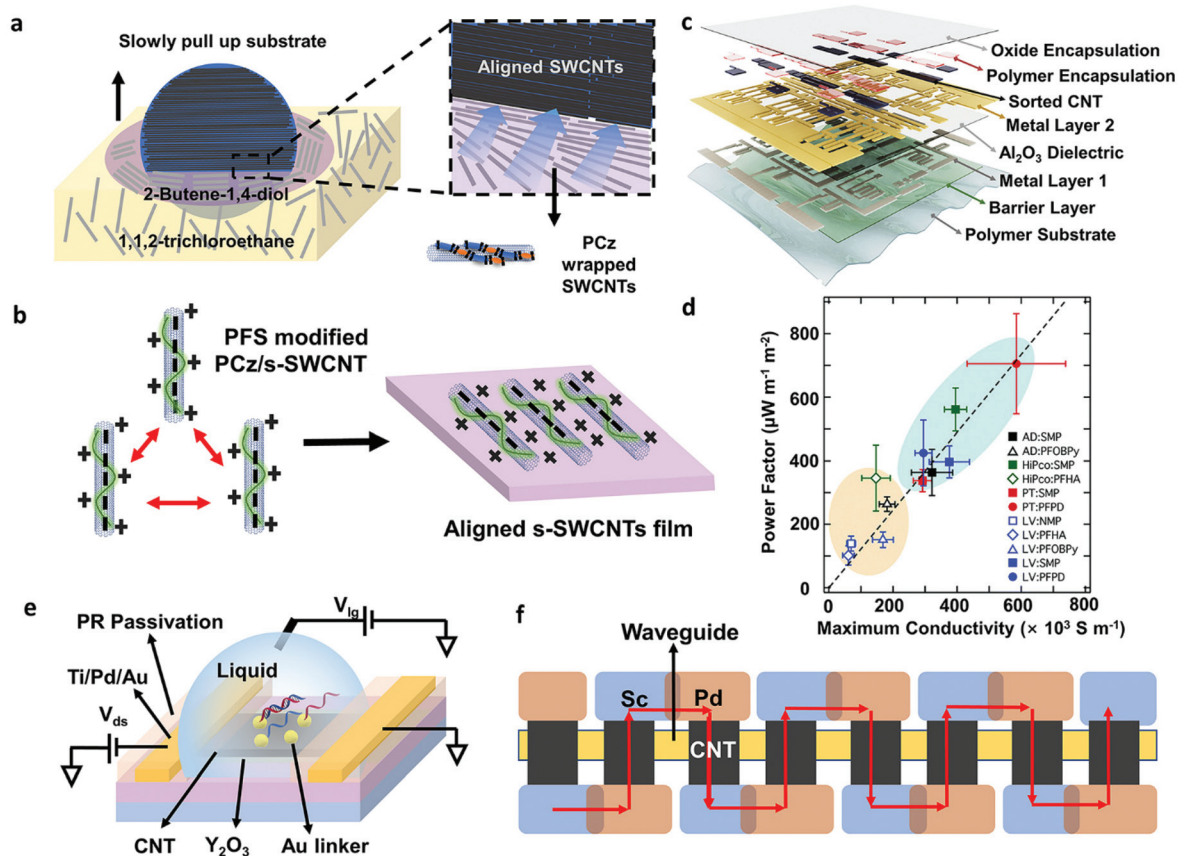 a
Slowly pull up substrate
Aligned SWCNTs
2-Butene-1,4-diol
1,1,2-trichloroethane
PCz
wrapped
SWCNTs
c
Oxide Encapsulation
Polymer Encapsulation
Sorted CNT
Metal Layer 2
Al₂O₃ Dielectric
Metal Layer 1
Barrier Layer
Polymer Substrate
b
PFS modified
PCz/s-SWCNT
Aligned s-SWCNTs film
d
Power Factor (μW m⁻¹ m⁻²)
800
600
400
200
0
0 200 400 600 800
Maximum Conductivity (× 10³ S m⁻¹)
AD:SMP
AD:PFOBPy
HiPco:SMP
HiPco:PFHA
PT:SMP
PT:PFPD
LV:NMP
LV:PFHA
LV:PFOBPy
LV:SMP
LV:PFPD
e
PR Passivation
Ti/Pd/Au
V_ds
Liquid
V_lg
CNT
Y₂O₃
Au linker
f
Waveguide
Sc
Pd
CNT